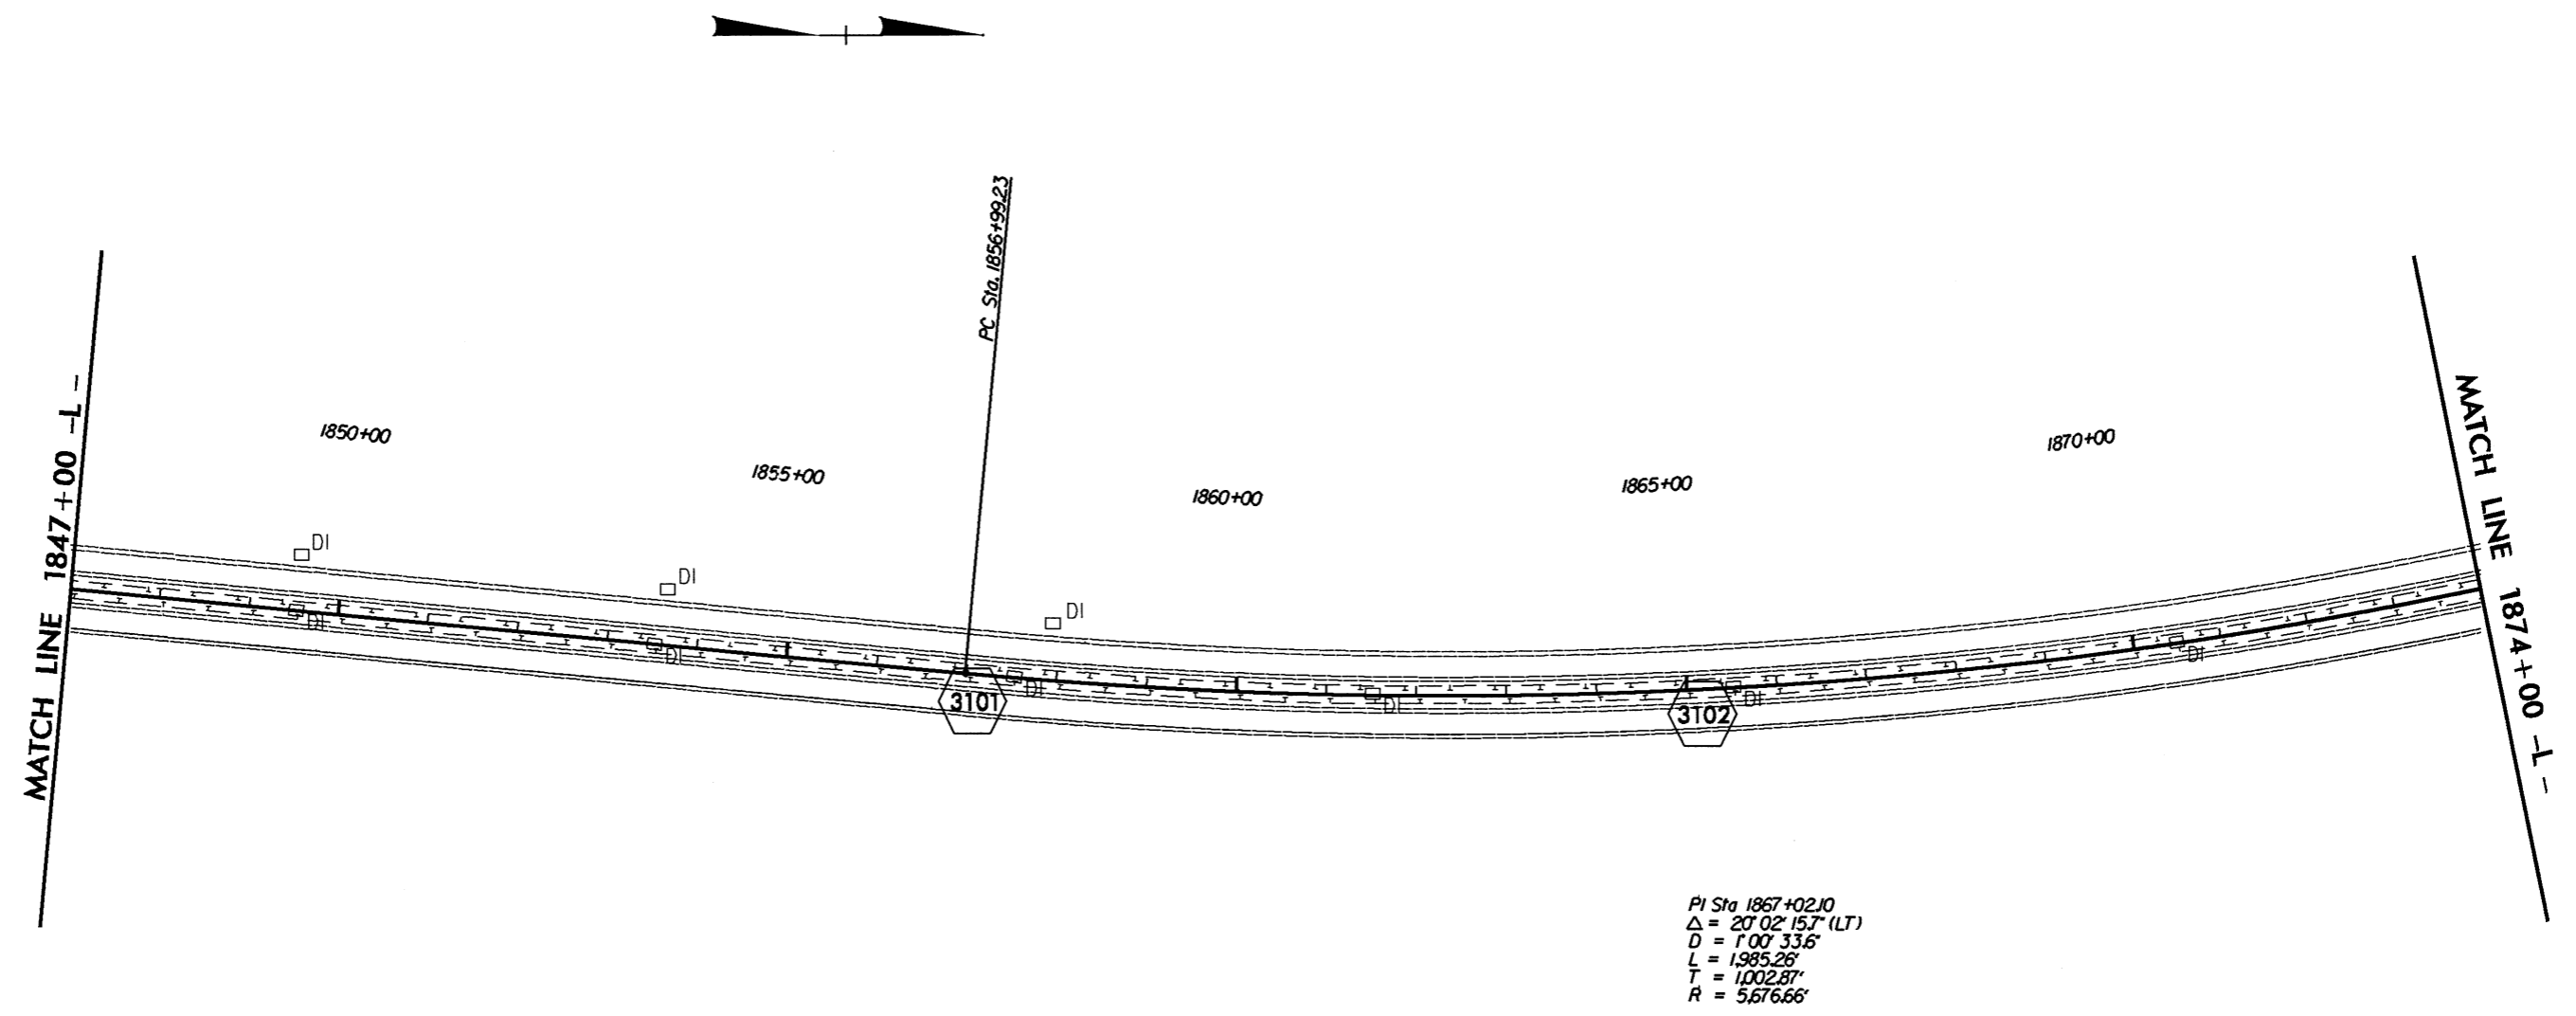 PC Sta. 1856+99.23
MATCH LINE 1847+00 -L-
1850+00
1855+00
1860+00
1865+00
1870+00
MATCH LINE 1874+00 -L-
DI
DI
DI
DI
DI
DI
DI
DI
DI
3101
3102
PI Sta 1867+02.10
Δ = 20° 02' 15.7" (LT)
D = 1° 00' 33.6"
L = 1,985.26'
T = 1,002.87'
R = 5,676.66'